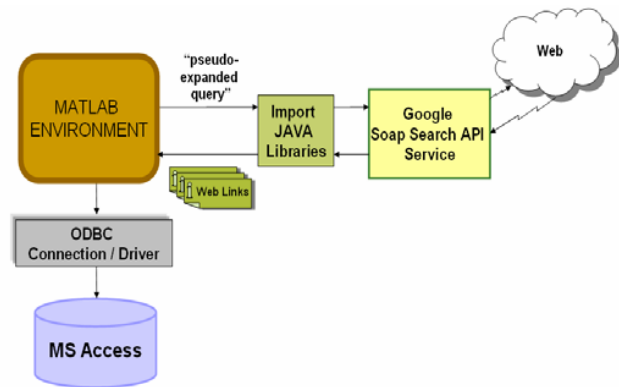 “pseudo-
expanded
query”
Web
MATLAB
ENVIRONMENT
Import
JAVA
Libraries
Google
Soap Search API
Service
Web Links
ODBC
Connection / Driver
MS Access